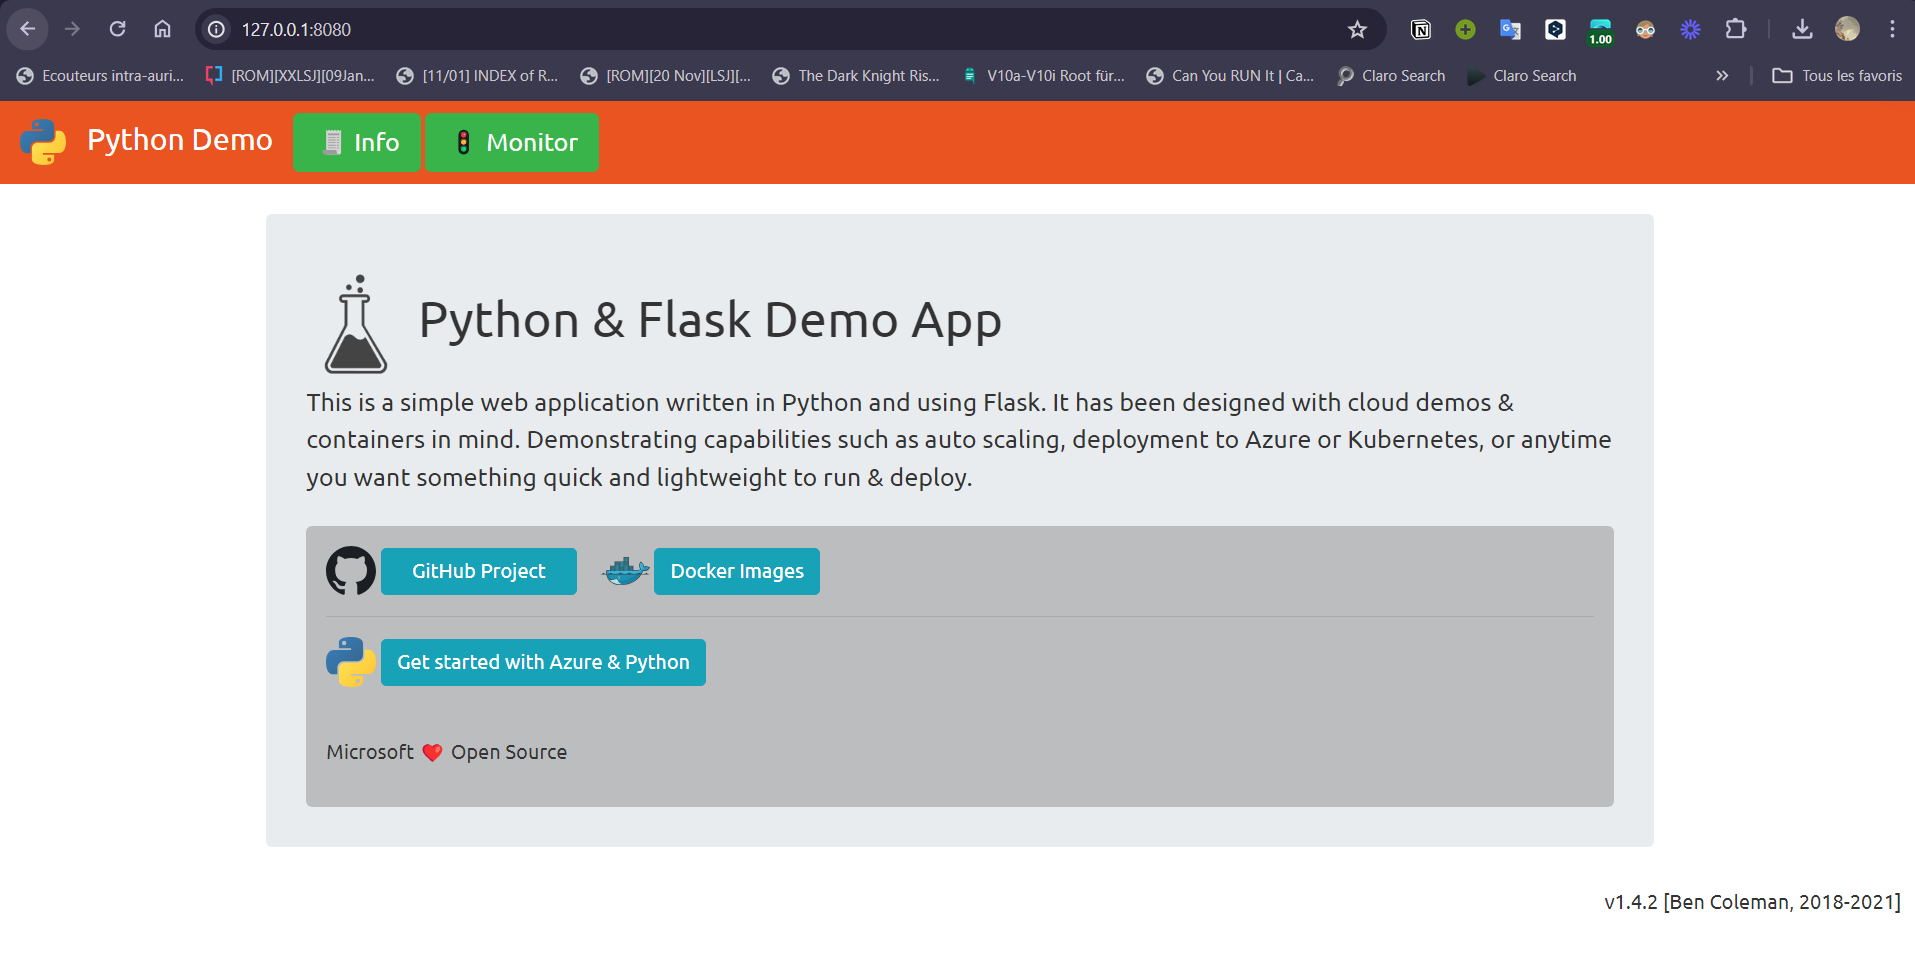 127.0.0.1:8080
1.00
Ecouteurs intra-auri...
[ROM][XXLSJ][09Jan...
[11/01] INDEX of R...
[ROM][20 Nov][LSJ][...
The Dark Knight Ris...
V10a-V10i Root für...
Can You RUN It | Ca...
Claro Search
Claro Search
Tous les favoris
Python Demo
Info
Monitor
Python & Flask Demo App
This is a simple web application written in Python and using Flask. It has been designed with cloud demos &
containers in mind. Demonstrating capabilities such as auto scaling, deployment to Azure or Kubernetes, or anytime
you want something quick and lightweight to run & deploy.
GitHub Project
Docker Images
Get started with Azure & Python
Microsoft ❤️ Open Source
v1.4.2 [Ben Coleman, 2018-2021]